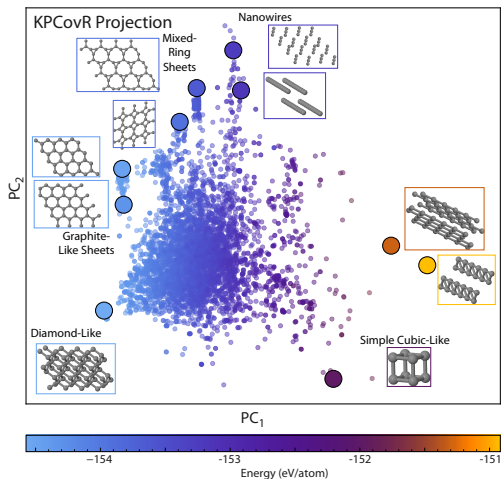 KPCovR Projection
Nanowires
Mixed-
Ring
Sheets
Graphite-
Like Sheets
Diamond-Like
Simple Cubic-Like
PC2
PC1
−154
-153
-152
-151
Energy (eV/atom)